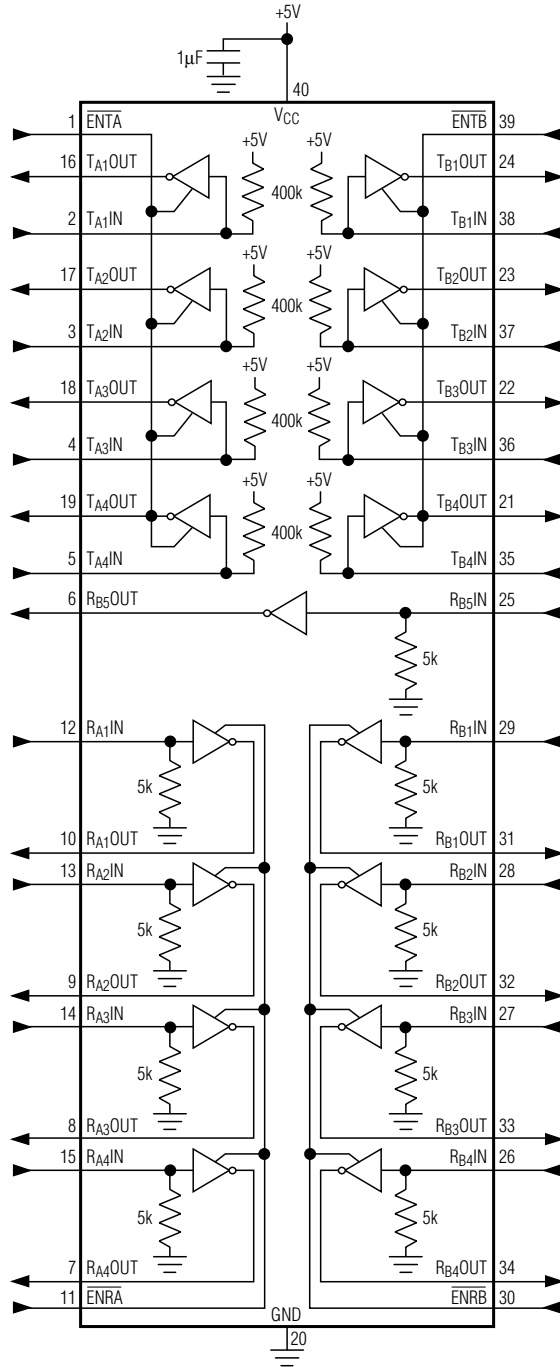 +5V
1μF
40
VCC
1 ENTA ENTB 39
16 TA1OUT +5V +5V TB1OUT 24
400k
2 TA1IN TB1IN 38
17 TA2OUT +5V +5V TB2OUT 23
400k
3 TA2IN TB2IN 37
18 TA3OUT +5V +5V TB3OUT 22
400k
4 TA3IN TB3IN 36
19 TA4OUT +5V +5V TB4OUT 21
400k
5 TA4IN TB4IN 35
6 RB5OUT RB5IN 25
5k
12 RA1IN RB1IN 29
5k 5k
10 RA1OUT RB1OUT 31
13 RA2IN RB2IN 28
5k 5k
9 RA2OUT RB2OUT 32
14 RA3IN RB3IN 27
5k 5k
8 RA3OUT RB3OUT 33
15 RA4IN RB4IN 26
5k 5k
7 RA4OUT RB4OUT 34
11 ENRA ENRB 30
GND
20